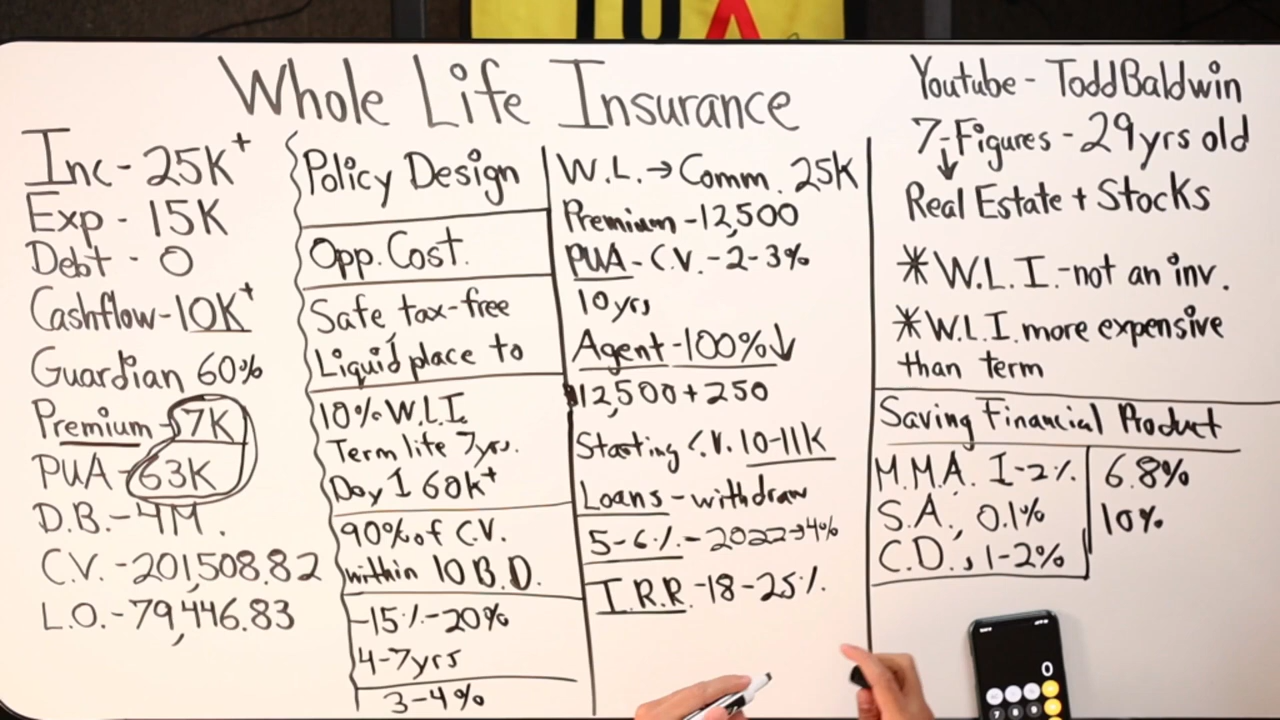 Whole Life Insurance
Inc - 25K+
Exp - 15K
Debt - 0
Cashflow - 10K+
Guardian 60%
Premium - 7K
PUA - 63K
D.B. - 4M.
C.V. - 201,508.82
L.O. - 79,446.83
Policy Design
Opp. Cost.
Safe, tax-free
Liquid place to
10% W.L.I.
Term life 7yrs.
Day 1 60k+
90% of C.V.
within 10 B.D.
-15%-20%
4-7yrs
3-4%
W.L. → Comm. 25K
Premium - 12,500
PUA - C.V. - 2-3%
10yrs
Agent - 100%↓
12,500 + 250
Starting C.V. 10-11K
Loans - withdraw
5-6% - 2022→4%
I.R.R. - 18-25%
Youtube - ToddBaldwin
7-Figures - 29yrs old
↓
Real Estate + Stocks
*W.L.I. - not an inv.
*W.L.I. more expensive
than term
Saving Financial Product
M.M.A. 1-2% 6.8%
S.A., 0.1% 10%
C.D., 1-2%
0
7 8 9